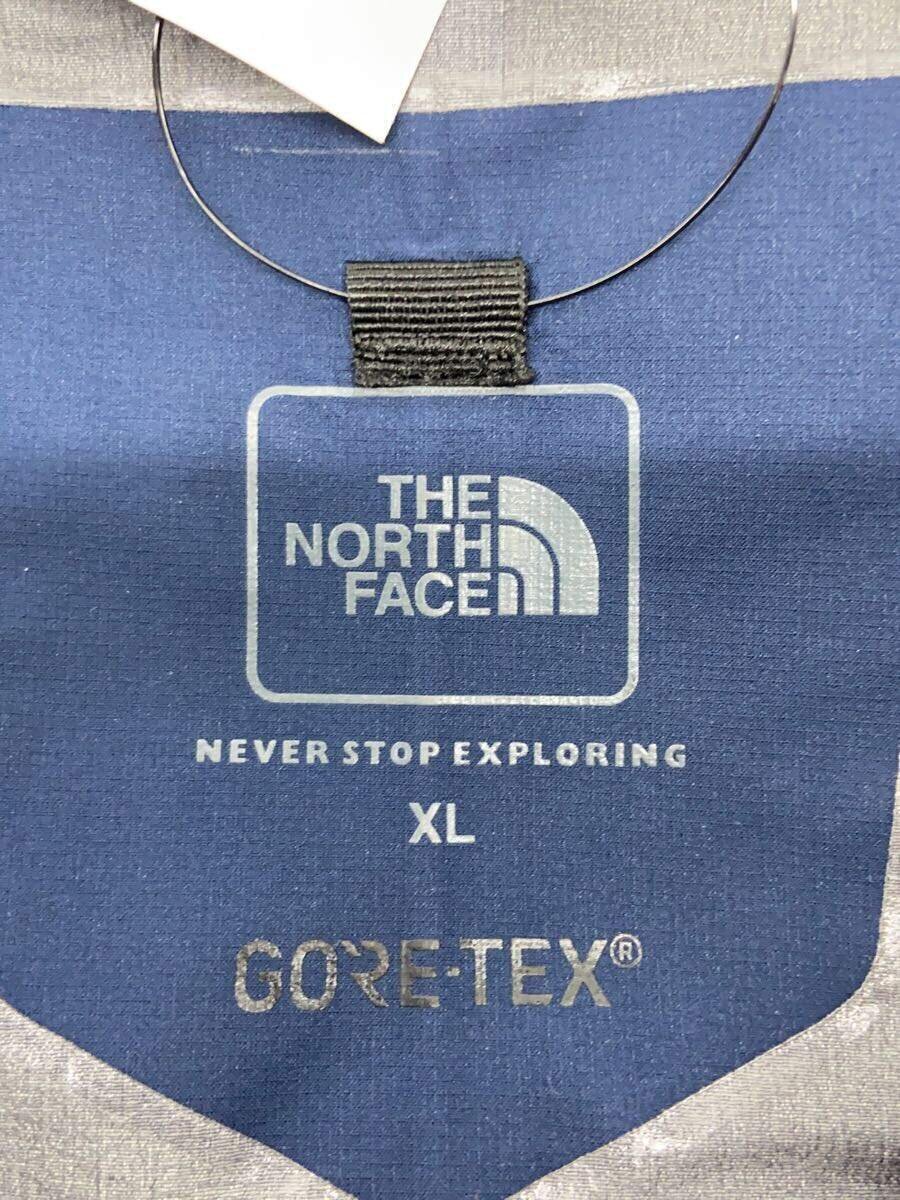 THE
NORTH
FACE
NEVER STOP EXPLORING
XL
GORE-TEX®